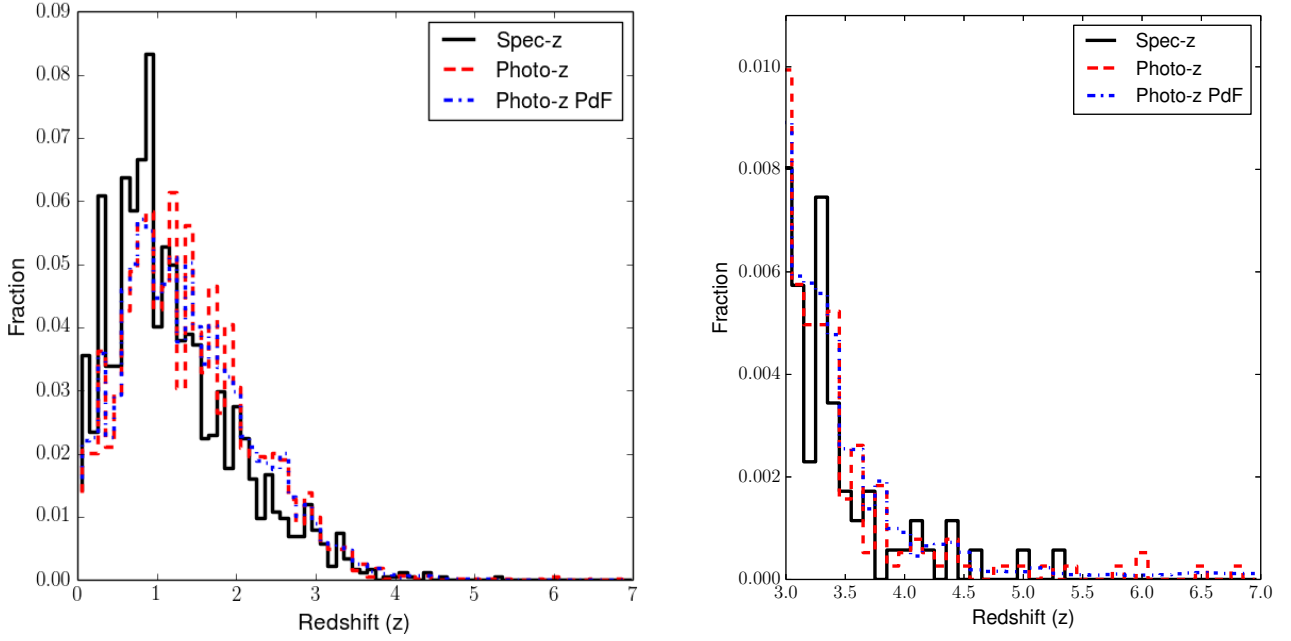 0.09
0.08
0.07
0.06
0.05
0.04
0.03
0.02
0.01
0.00
Fraction
0 1 2 3 4 5 6 7
Redshift (z)
Spec-z
Photo-z
Photo-z PdF
0.010
0.008
0.006
0.004
0.002
0.000
Fraction
3.0 3.5 4.0 4.5 5.0 5.5 6.0 6.5 7.0
Redshift (z)
Spec-z
Photo-z
Photo-z PdF